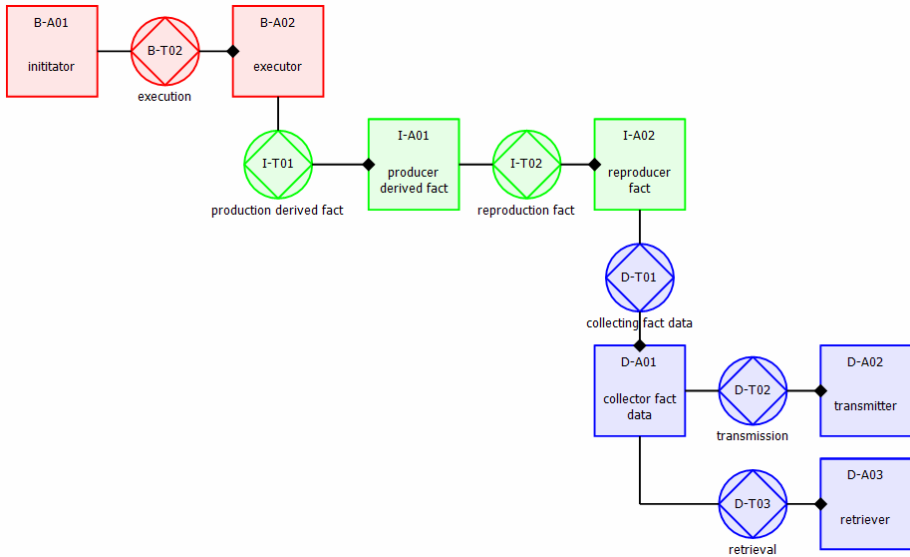 B-A01
inititator
B-T02
execution
B-A02
executor
I-T01
production derived fact
I-A01
producer
derived fact
I-T02
reproduction fact
I-A02
reproducer
fact
D-T01
collecting fact data
D-A01
collector fact
data
D-T02
transmission
D-A02
transmitter
D-T03
retrieval
D-A03
retriever